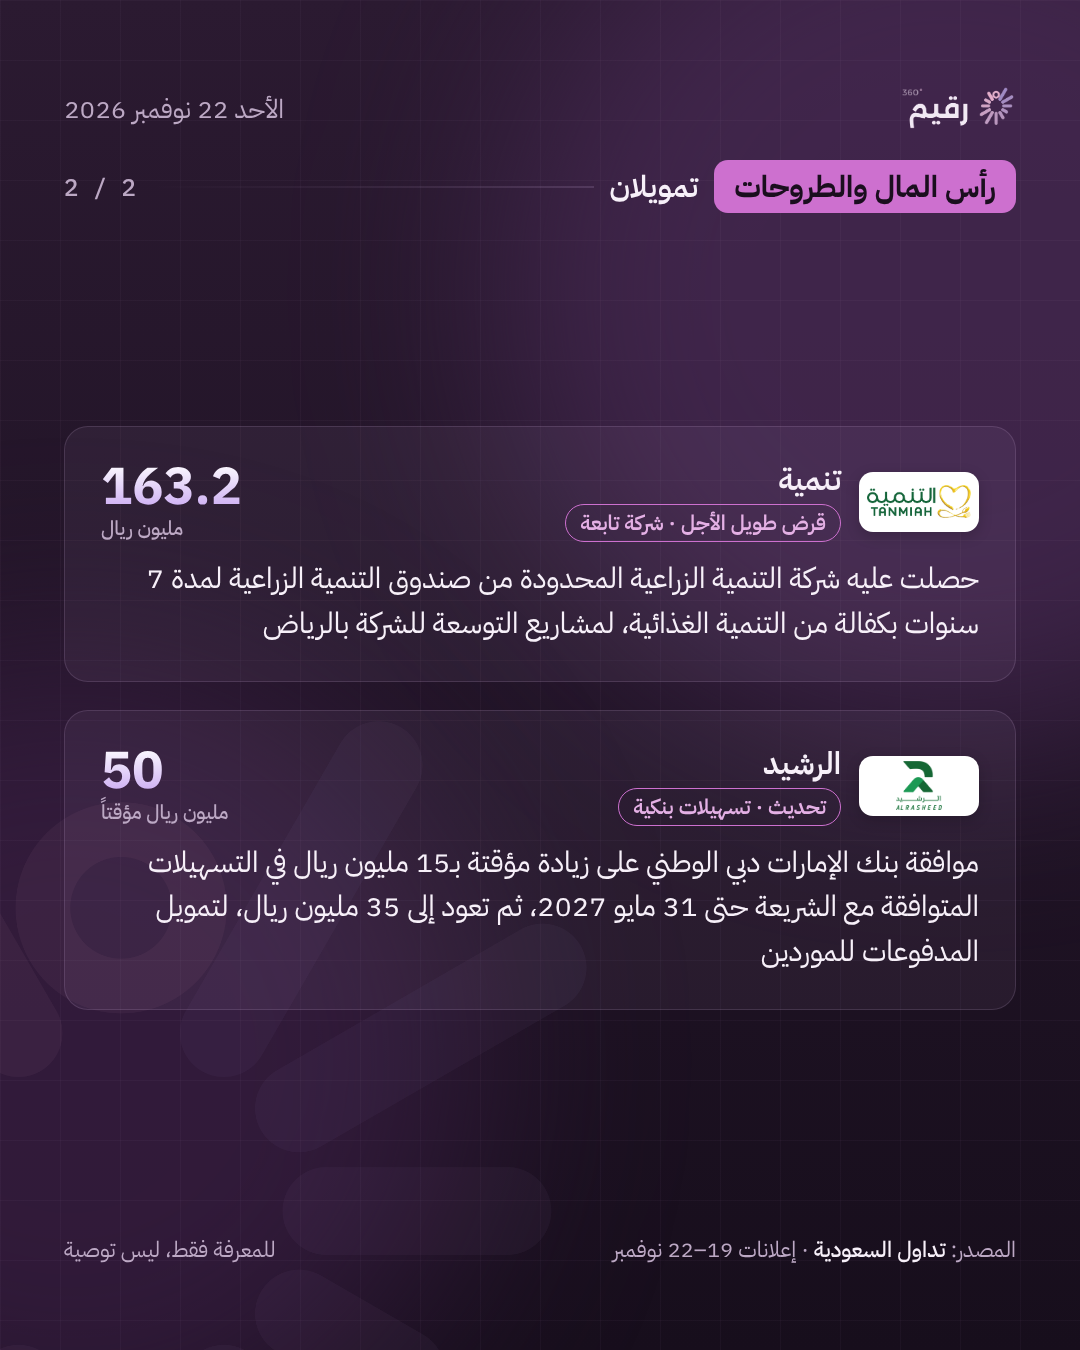 رقيم 360°
الأحد 22 نوفمبر 2026
رأس المال والطروحات تمويلان
2 / 2
التنمية
TANMIAH
تنمية
قرض طويل الأجل · شركة تابعة
163.2
مليون ريال
حصلت عليه شركة التنمية الزراعية المحدودة من صندوق التنمية الزراعية لمدة 7
سنوات بكفالة من التنمية الغذائية، لمشاريع التوسعة للشركة بالرياض
الرشيد
ALRASHEED
الرشيد
تحديث · تسهيلات بنكية
50
مليون ريال مؤقتاً
موافقة بنك الإمارات دبي الوطني على زيادة مؤقتة بـ15 مليون ريال في التسهيلات
المتوافقة مع الشريعة حتى 31 مايو 2027، ثم تعود إلى 35 مليون ريال، لتمويل
المدفوعات للموردين
المصدر: تداول السعودية · إعلانات 19–22 نوفمبر
للمعرفة فقط، ليس توصية